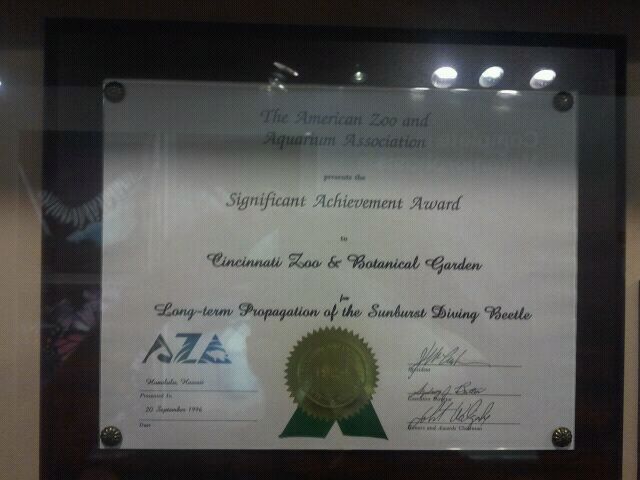 The American Zoo and
Aquarium Association
presents the
Significant Achievement Award
to
Cincinnati Zoo & Botanical Garden
for
Long-term Propagation of the Sunburst Diving Beetle
AZA
Honolulu, Hawaii
Presented In
20 September 1996
Date
President
Executive Director
Honors and Awards Chairman